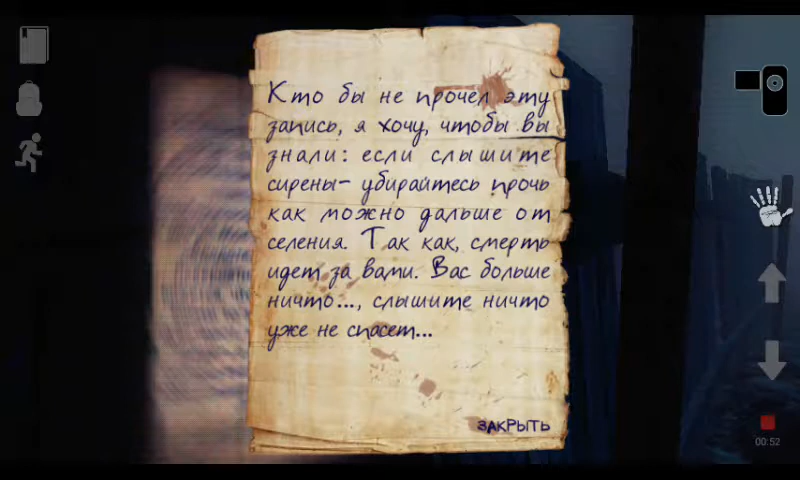 Кто бы не прочел эту
запись, я хочу, чтобы вы
знали: если слышите
сирены- убирайтесь прочь
как можно дальше от
селения. Так как, смерть
идет за вами. Вас больше
ничто..., слышите ничто
уже не спасет...
ЗАКРЫТЬ
00:52